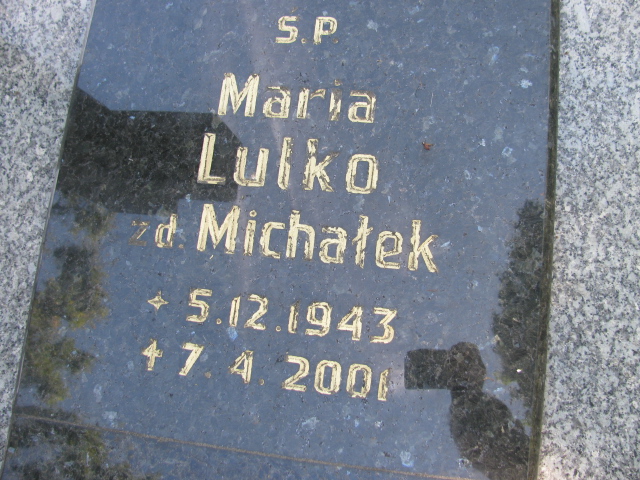 S.P.
Maria
Lulko
zd. Michałek
5.12.1943
✝ 7.4.2001